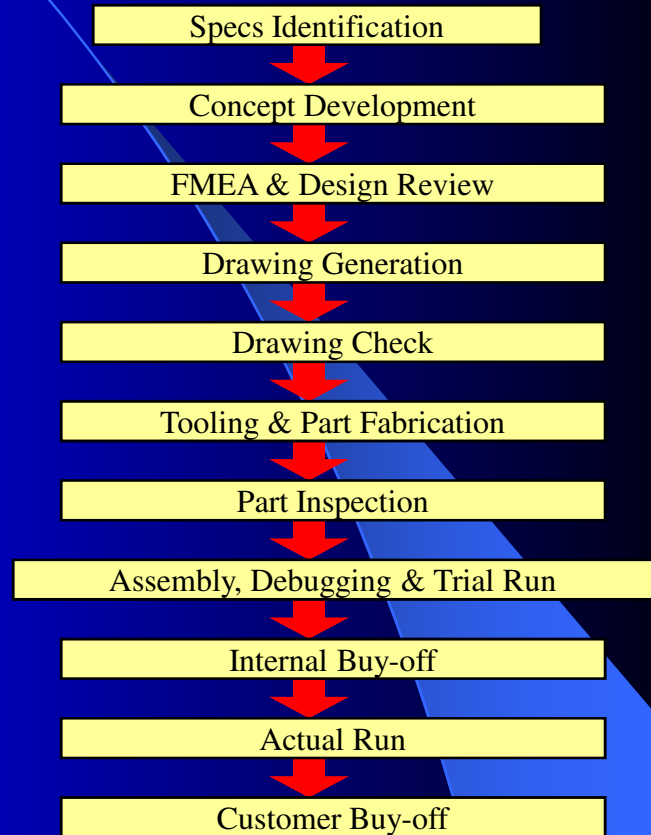 Specs Identification
Concept Development
FMEA & Design Review
Drawing Generation
Drawing Check
Tooling & Part Fabrication
Part Inspection
Assembly, Debugging & Trial Run
Internal Buy-off
Actual Run
Customer Buy-off